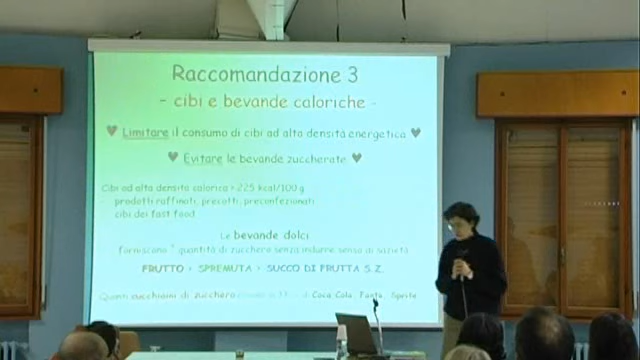 Raccomandazione 3
- cibi e bevande caloriche -
Limitare il consumo di cibi ad alta densità energetica
Evitare le bevande zuccherate
Cibi ad alta densità calorica > 225 kcal/100 g
- prodotti raffinati, precotti, preconfezionati
- cibi dei fast food
Le bevande dolci
forniscono quantità di zucchero senza indurre senso di sazietà
FRUTTO > SPREMUTA > SUCCO DI FRUTTA S.Z.
Quanti cucchiaini di zucchero Coca Cola, Fanta, Sprite